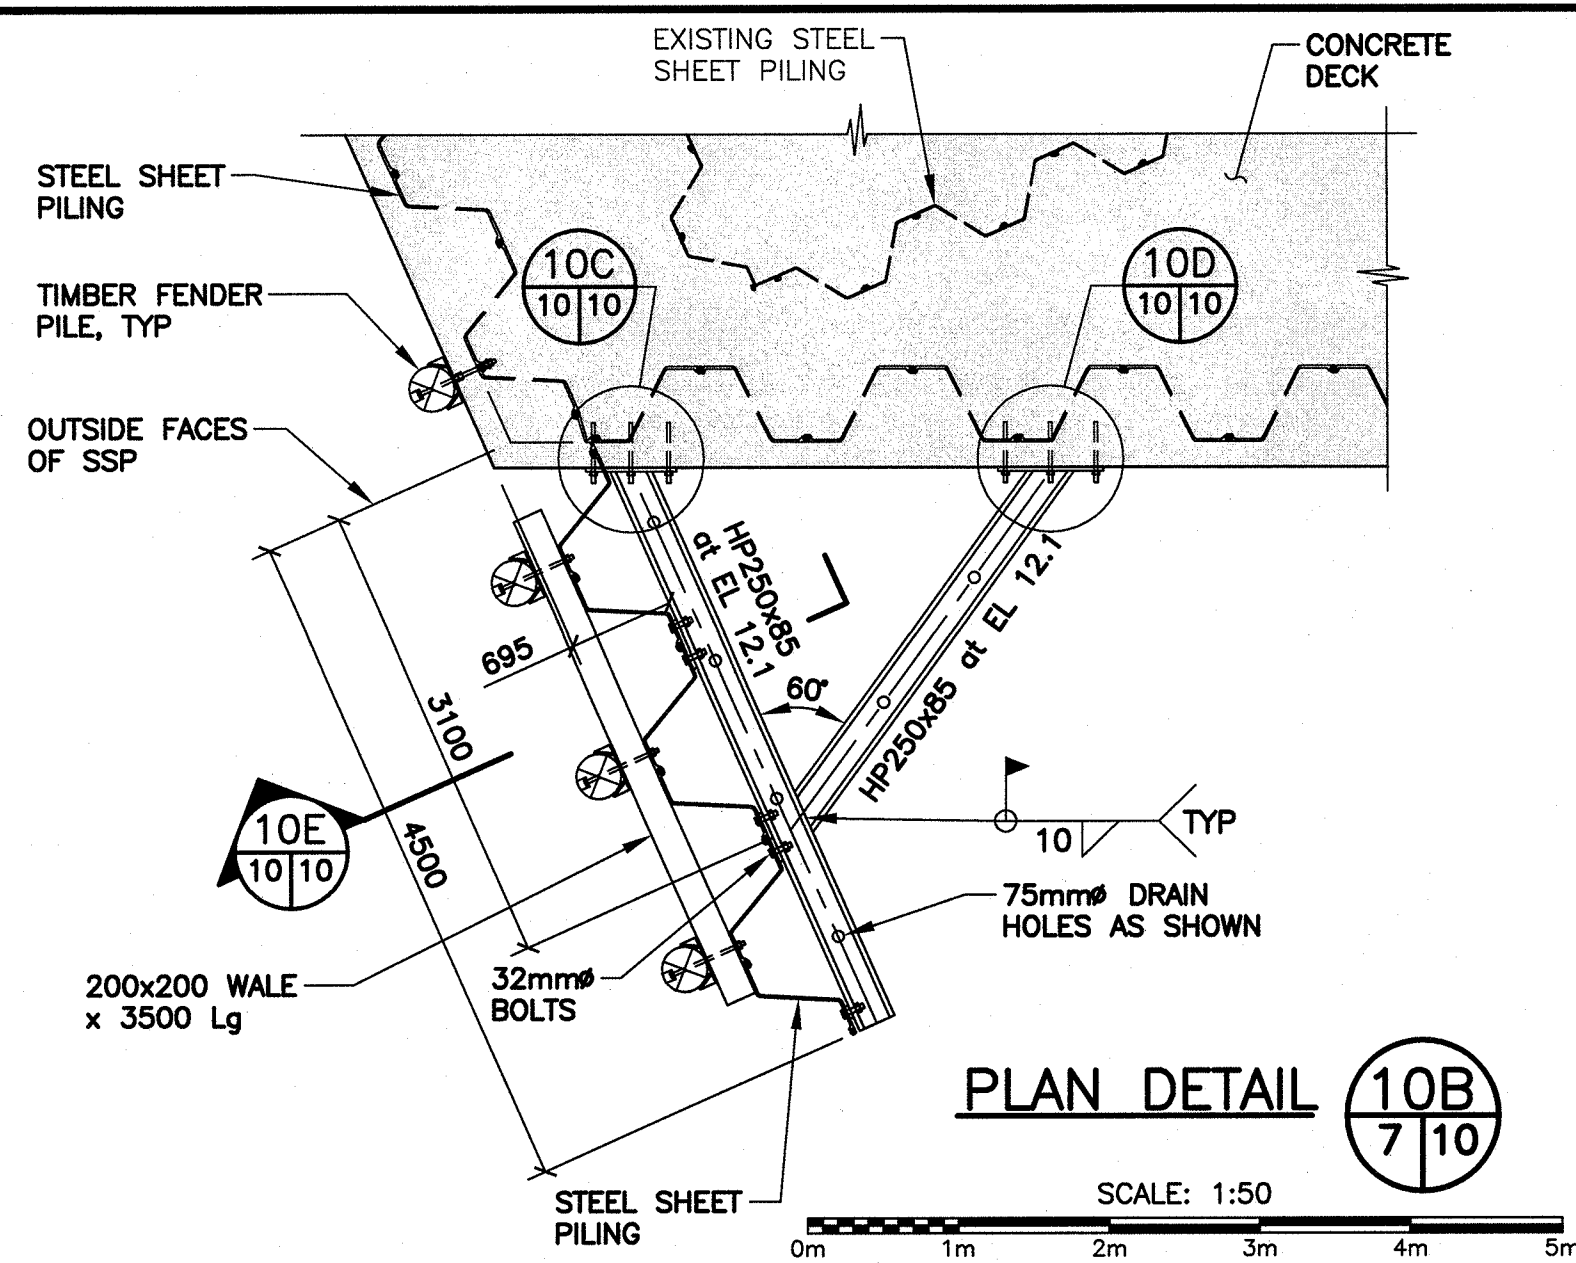 EXISTING STEEL
SHEET PILING
CONCRETE
DECK
STEEL SHEET
PILING
10C
10 10
10D
10 10
TIMBER FENDER
PILE, TYP
OUTSIDE FACES
OF SSP
HP250x85
at EL 12.1
HP250x85 at EL 12.1
695
60°
3100
4500
10E
10 10
10
TYP
75mmø DRAIN
HOLES AS SHOWN
200x200 WALE
x 3500 Lg
32mmø
BOLTS
STEEL SHEET
PILING
PLAN DETAIL
10B
7 10
SCALE: 1:50
0m 1m 2m 3m 4m 5m